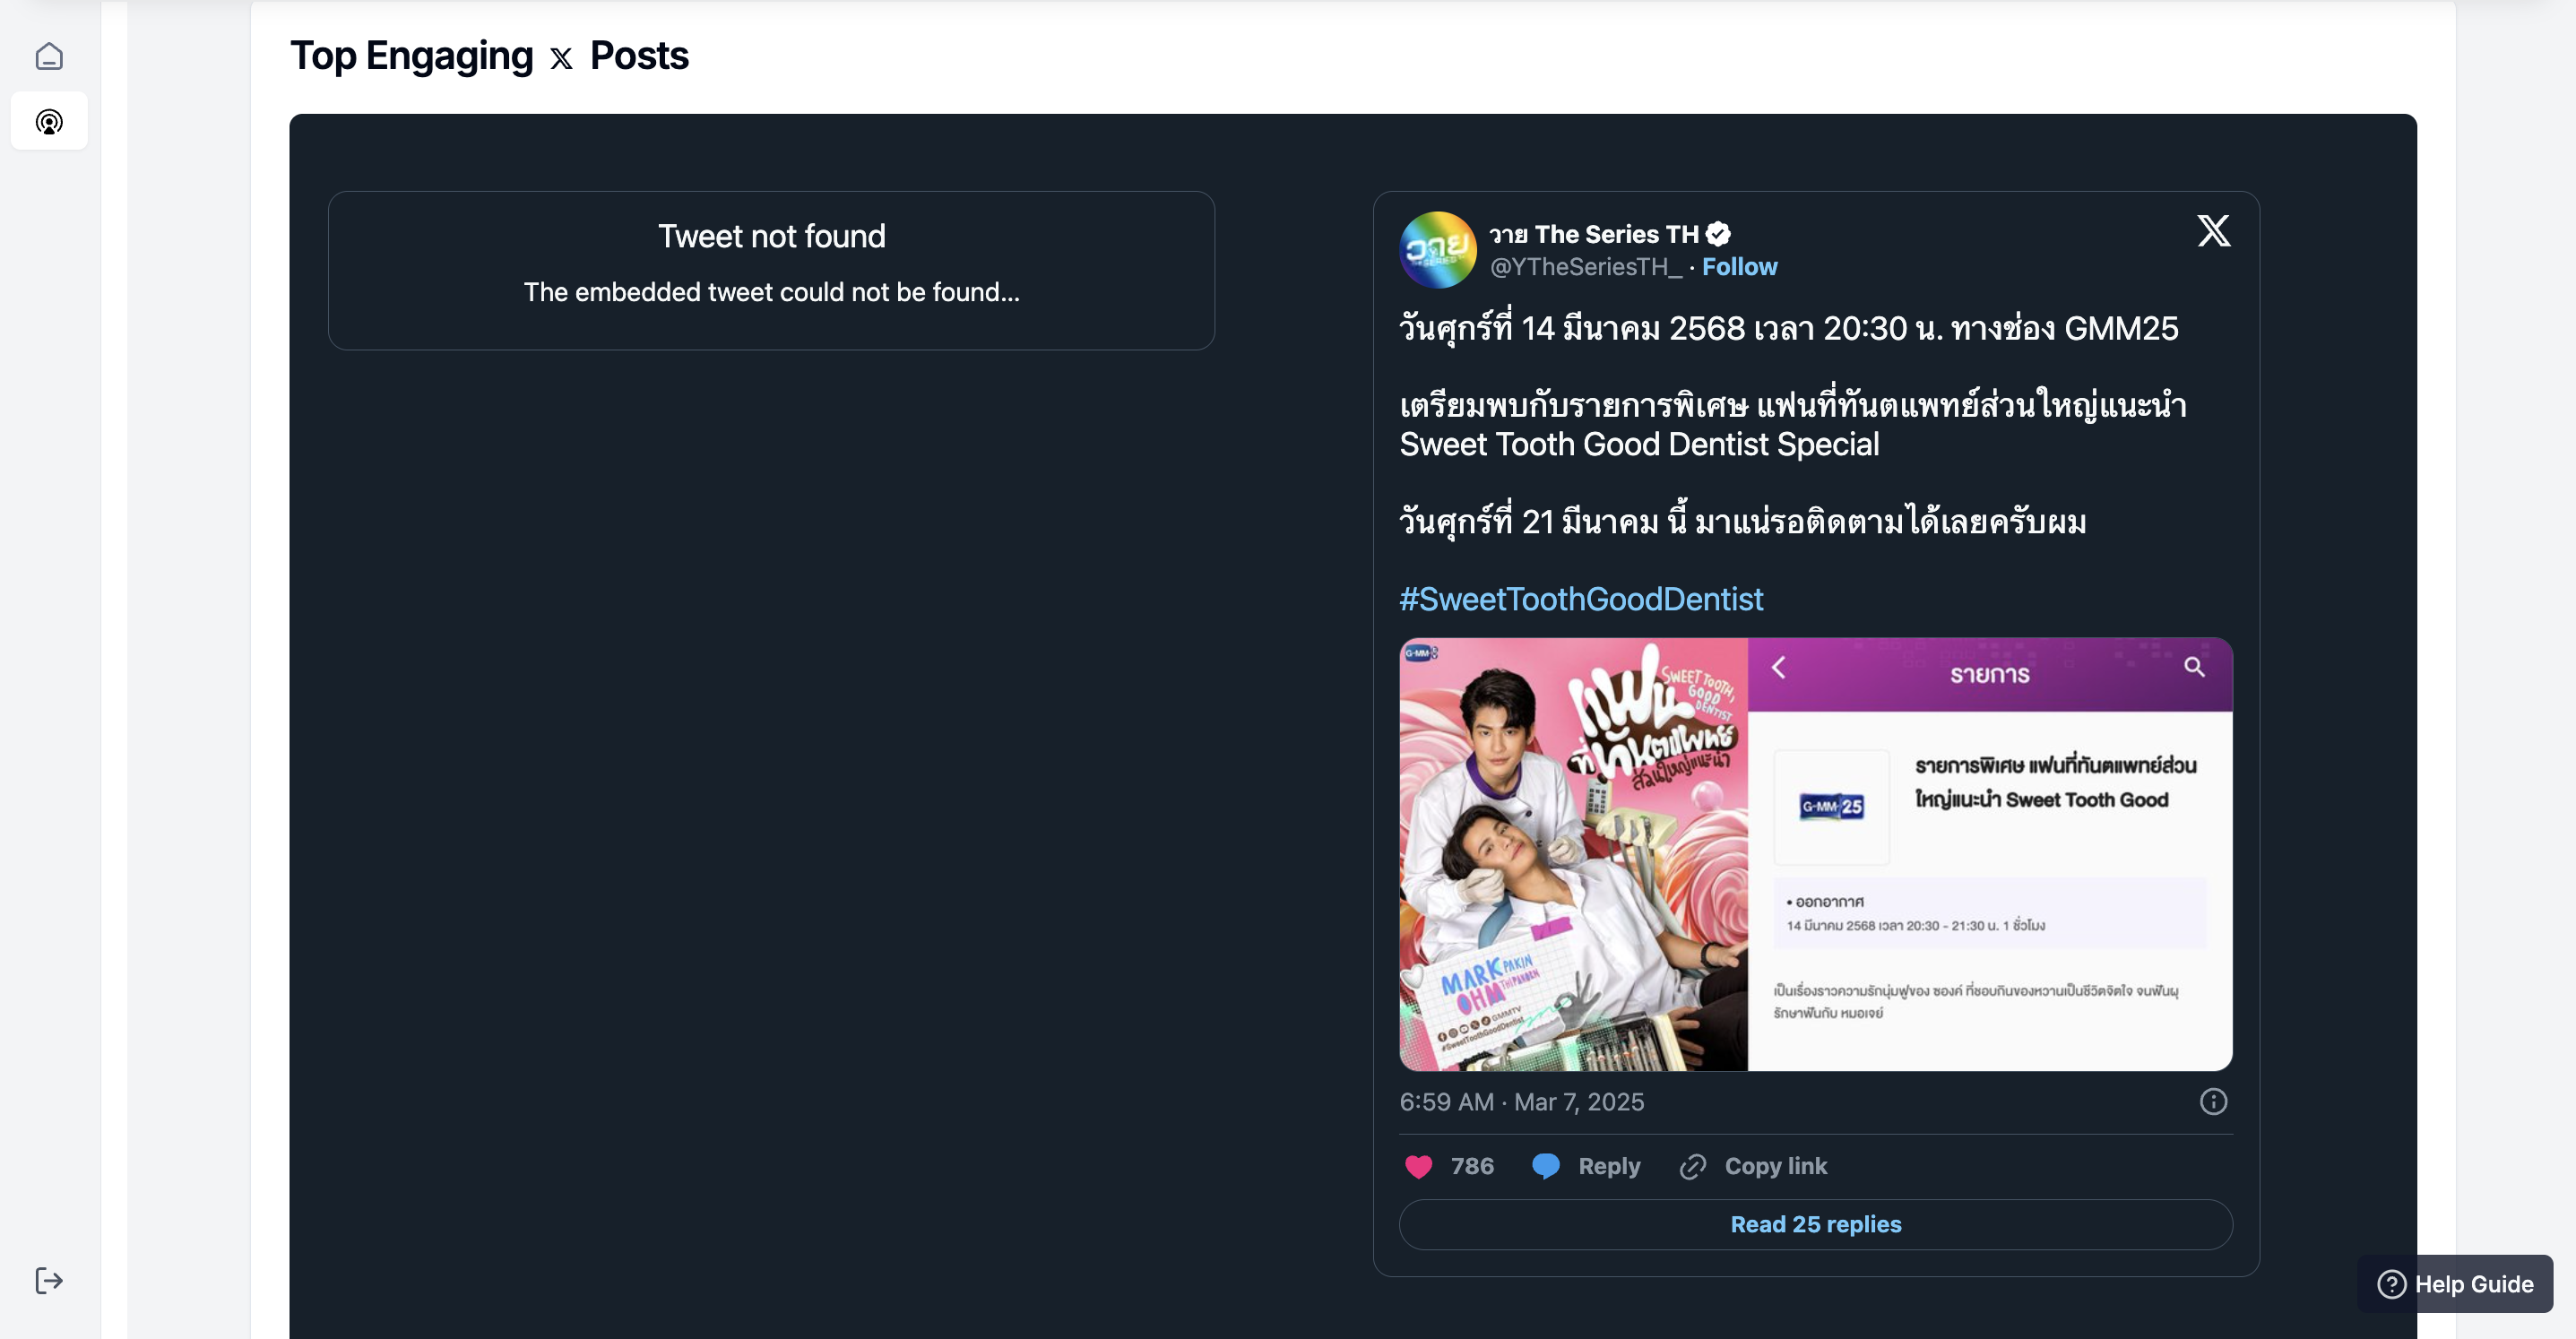 Top Engaging X Posts
Tweet not found
The embedded tweet could not be found...
วาย The Series TH
@YTheSeriesTH_ · Follow
วันศุกร์ที่ 14 มีนาคม 2568 เวลา 20:30 น. ทางช่อง GMM25
เตรียมพบกับรายการพิเศษ แฟนที่ทันตแพทย์ส่วนใหญ่แนะนำ
Sweet Tooth Good Dentist Special
วันศุกร์ที่ 21 มีนาคม นี้ มาแน่รอติดตามได้เลยครับผม
#SweetToothGoodDentist
SWEET TOOTH,
GOOD
DENTIST
แฟน
ที่ทันตแพทย์
ส่วนใหญ่แนะนำ
MARK PAKIN
OHM THIPAKORN
GMMTV
#SweetToothGoodDentist
รายการ
G-MM 25
รายการพิเศษ แฟนที่ทันตแพทย์ส่วน
ใหญ่แนะนำ Sweet Tooth Good
• ออกอากาศ
14 มีนาคม 2568 เวลา 20:30 - 21:30 น. 1 ชั่วโมง
เป็นเรื่องราวความรักนุ่มฟูของ ซองค์ ที่ชอบกินของหวานเป็นชีวิตจิตใจ จนฟันผุ
รักษาฟันกับ หมอเจย์
6:59 AM · Mar 7, 2025
786 Reply Copy link
Read 25 replies
Help Guide